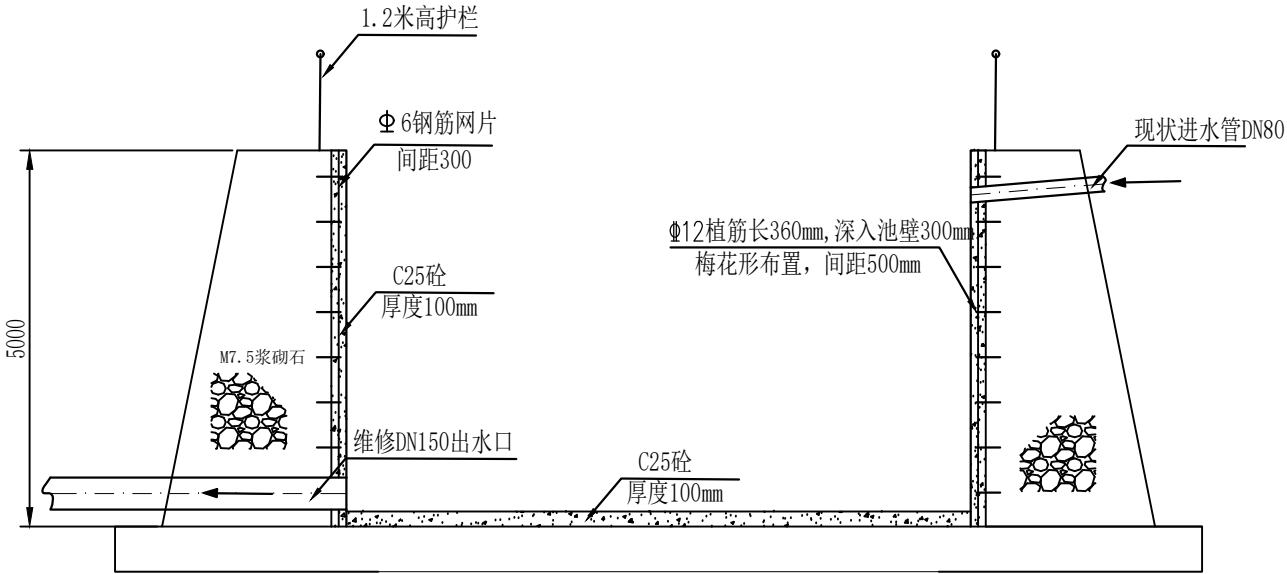 1.2米高护栏
Φ6钢筋网片
间距300
现状进水管DN80
Φ12植筋长360mm,深入池壁300mm
梅花形布置，间距500mm
C25砼
厚度100mm
5000
M7.5浆砌石
维修DN150出水口
C25砼
厚度100mm